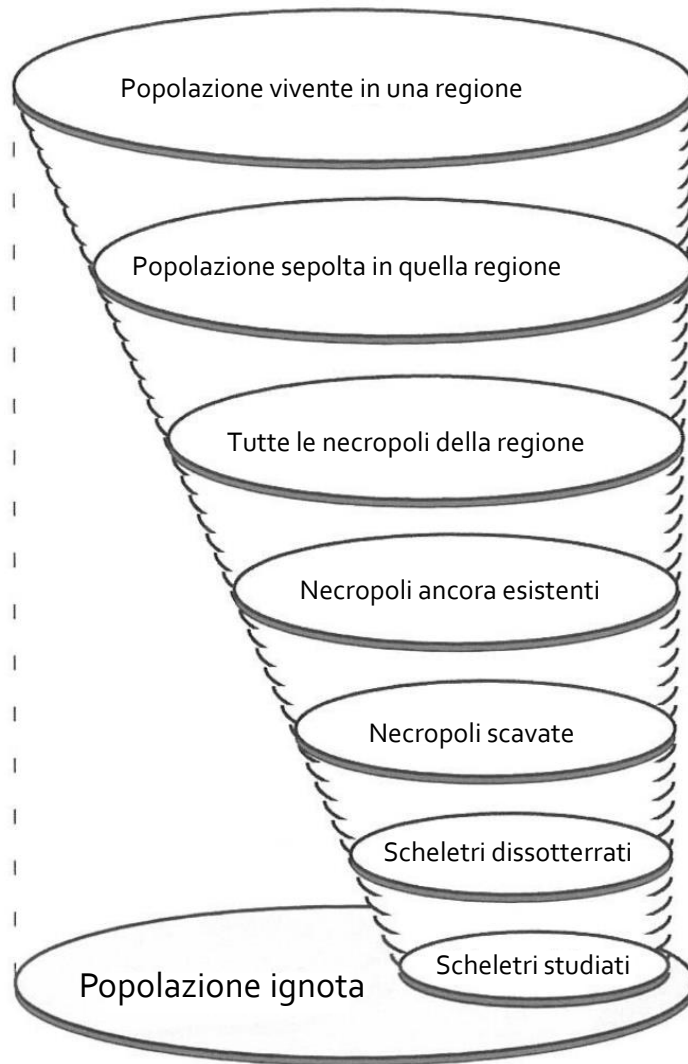 Popolazione vivente in una regione
Popolazione sepolta in quella regione
Tutte le necropoli della regione
Necropoli ancora esistenti
Necropoli scavate
Scheletri dissotterrati
Scheletri studiati
Popolazione ignota